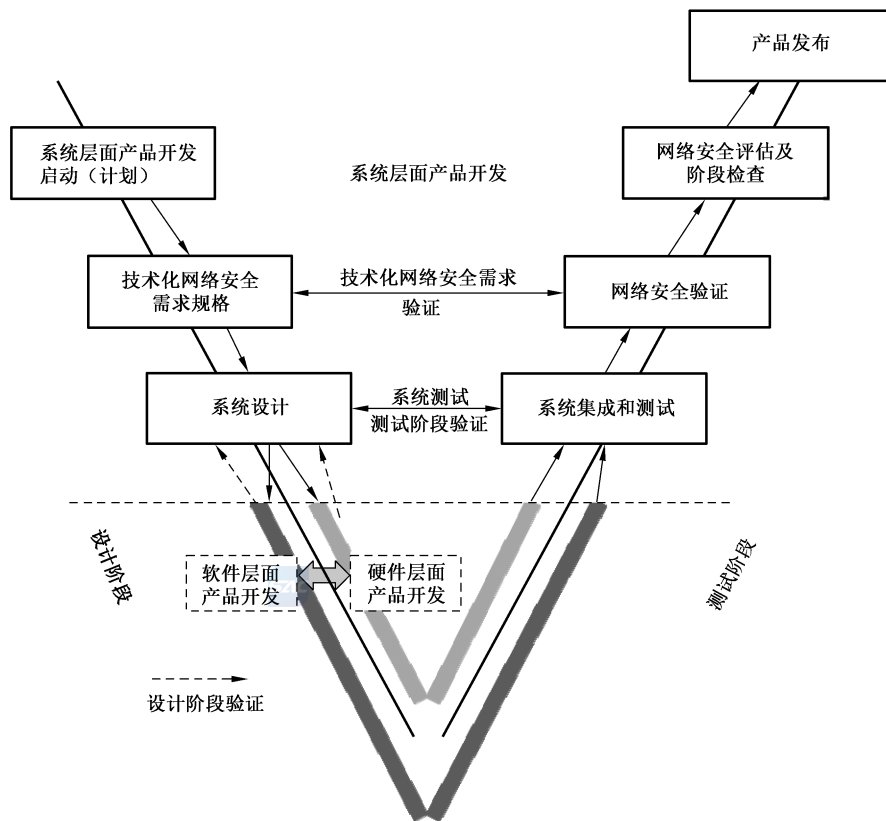 产品发布
系统层面产品开发
启动（计划）
系统层面产品开发
网络安全评估及
阶段检查
技术化网络安全
需求规格
技术化网络安全需求
验证
网络安全验证
系统设计
系统测试
测试阶段验证
系统集成和测试
设计阶段
软件层面
产品开发
硬件层面
产品开发
测试阶段
设计阶段验证